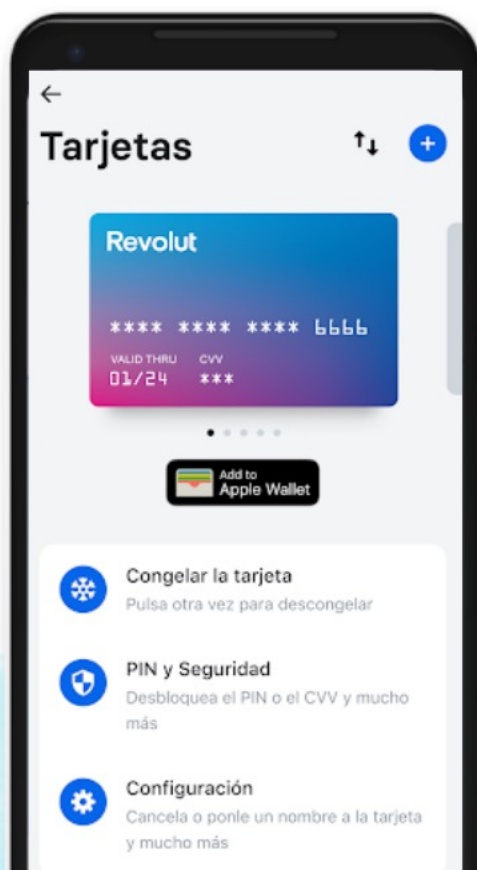 Tarjetas
Revolut
**** **** **** 6666
VALID THRU CVV
01/24 ***
Add to
Apple Wallet
Congelar la tarjeta
Pulsa otra vez para descongelar
PIN y Seguridad
Desbloquea el PIN o el CVV y mucho
más
Configuración
Cancela o ponle un nombre a la tarjeta
y mucho más